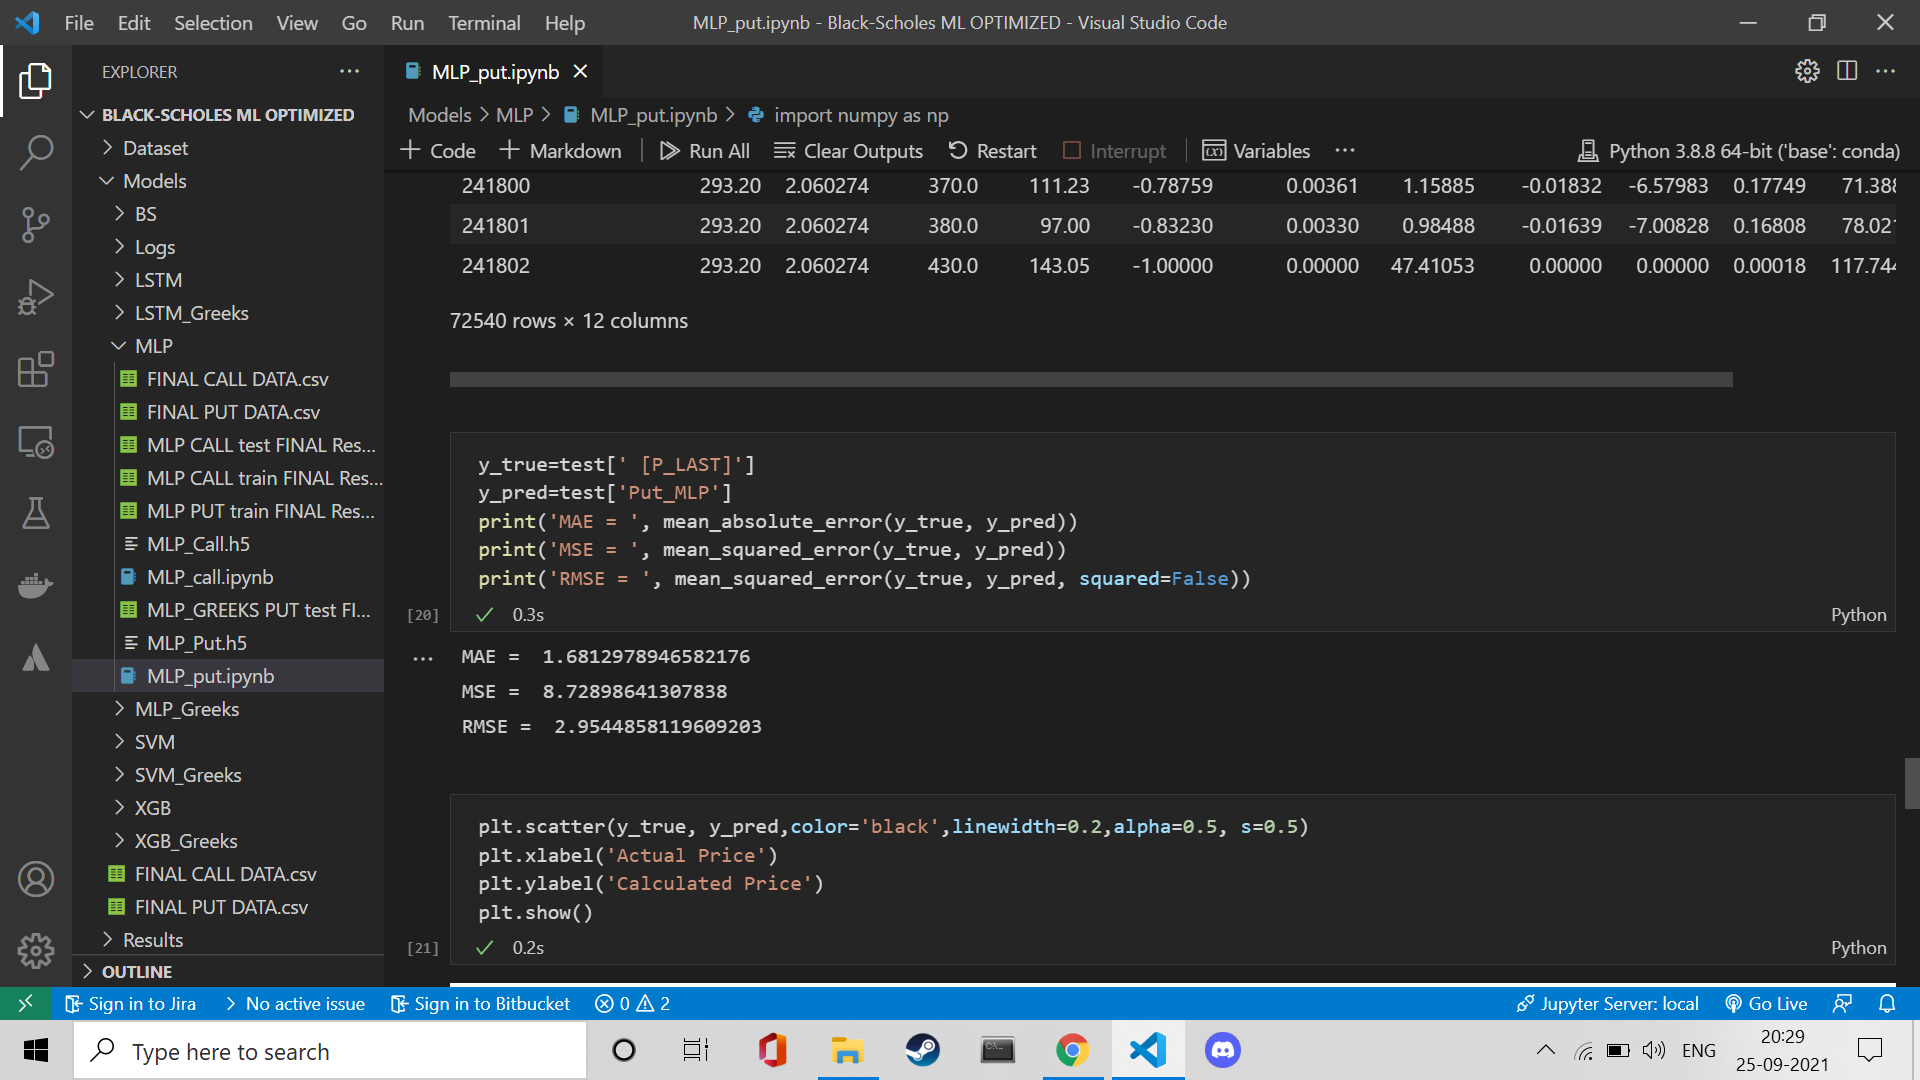 File Edit Selection View Go Run Terminal Help
MLP_put.ipynb - Black-Scholes ML OPTIMIZED - Visual Studio Code
EXPLORER
BLACK-SCHOLES ML OPTIMIZED
Dataset
Models
BS
Logs
LSTM
LSTM_Greeks
MLP
FINAL CALL DATA.csv
FINAL PUT DATA.csv
MLP CALL test FINAL Res...
MLP CALL train FINAL Res...
MLP PUT train FINAL Res...
MLP_Call.h5
MLP_call.ipynb
MLP_GREEKS PUT test FI...
MLP_Put.h5
MLP_put.ipynb
MLP_Greeks
SVM
SVM_Greeks
XGB
XGB_Greeks
FINAL CALL DATA.csv
FINAL PUT DATA.csv
Results
OUTLINE
MLP_put.ipynb
Models > MLP > MLP_put.ipynb > import numpy as np
+ Code + Markdown Run All Clear Outputs Restart Interrupt Variables ... Python 3.8.8 64-bit ('base': conda)
241800 293.20 2.060274 370.0 111.23 -0.78759 0.00361 1.15885 -0.01832 -6.57983 0.17749 71.388
241801 293.20 2.060274 380.0 97.00 -0.83230 0.00330 0.98488 -0.01639 -7.00828 0.16808 78.021
241802 293.20 2.060274 430.0 143.05 -1.00000 0.00000 47.41053 0.00000 0.00000 0.00018 117.744
72540 rows × 12 columns
y_true=test[' [P_LAST]']
y_pred=test['Put_MLP']
print('MAE = ', mean_absolute_error(y_true, y_pred))
print('MSE = ', mean_squared_error(y_true, y_pred))
print('RMSE = ', mean_squared_error(y_true, y_pred, squared=False))
[20] 0.3s Python
MAE =  1.6812978946582176
MSE =  8.72898641307838
RMSE =  2.9544858119609203
plt.scatter(y_true, y_pred,color='black',linewidth=0.2,alpha=0.5, s=0.5)
plt.xlabel('Actual Price')
plt.ylabel('Calculated Price')
plt.show()
[21] 0.2s Python
Sign in to Jira No active issue Sign in to Bitbucket 0 2 Jupyter Server: local Go Live
Type here to search
ENG
20:29
25-09-2021